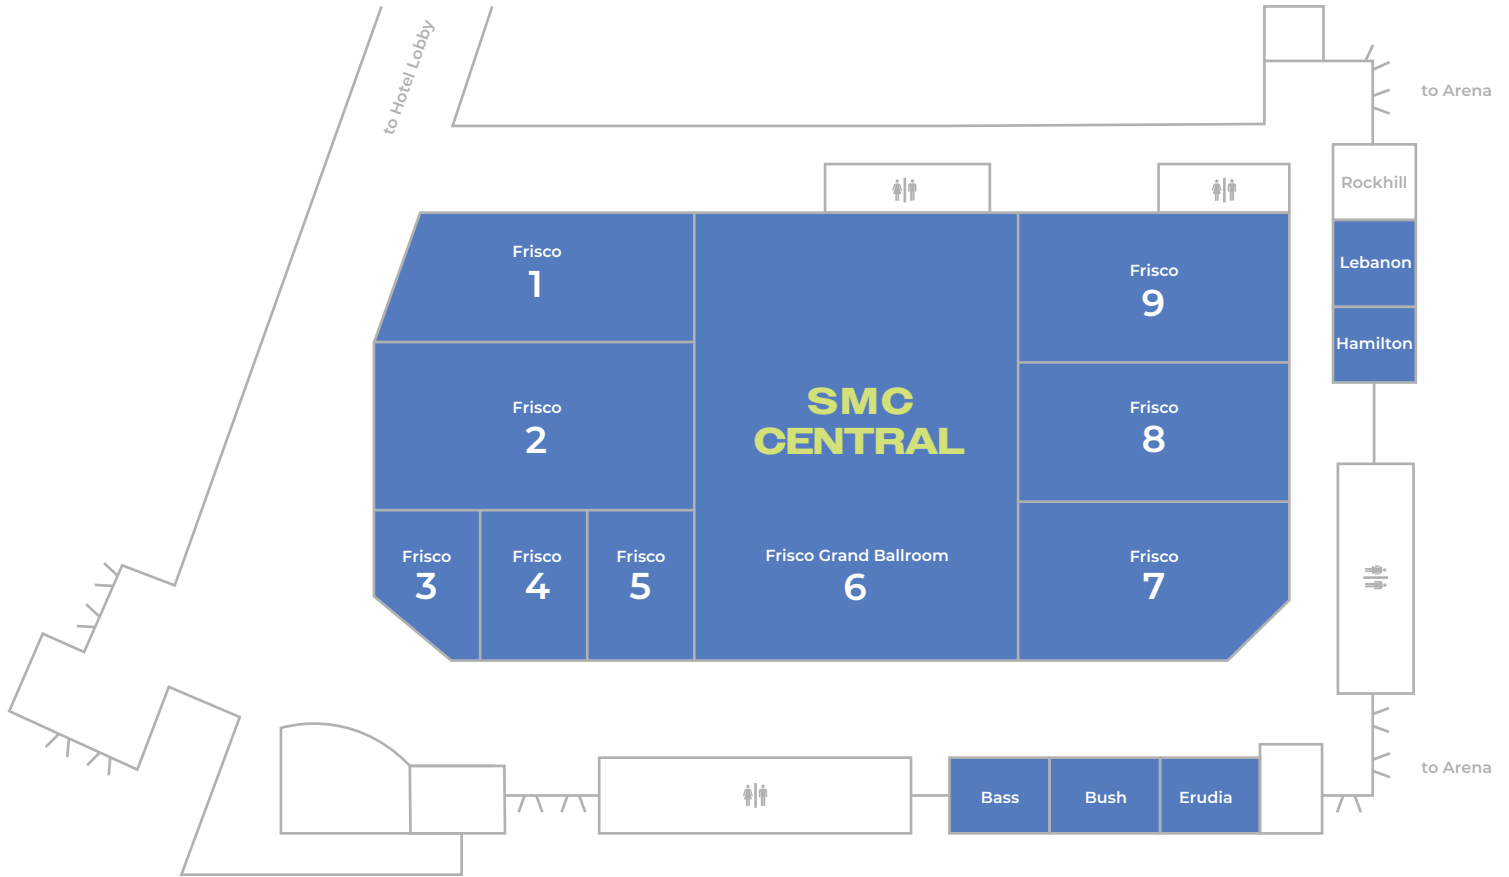 to Hotel Lobby
to Arena
Rockhill
Lebanon
Hamilton
Frisco
1
Frisco
9
Frisco
2
SMC
CENTRAL
Frisco
8
Frisco
3
Frisco
4
Frisco
5
Frisco Grand Ballroom
6
Frisco
7
to Arena
Bass
Bush
Erudia